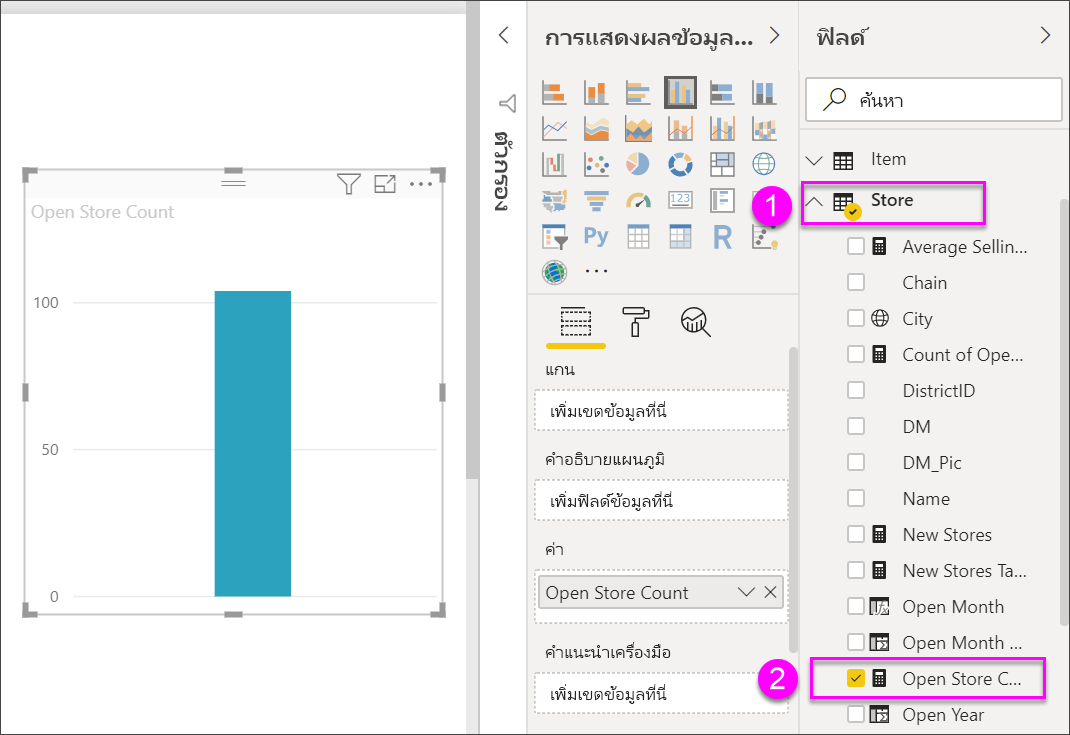 Open Store Count
100
50
0
ตัวกรอง
การแสดงผลข้อมูล...
123
Py
R
...
แกน
เพิ่มเขตข้อมูลที่นี่
คำอธิบายแผนภูมิ
เพิ่มฟิลด์ข้อมูลที่นี่
ค่า
Open Store Count
คำแนะนำเครื่องมือ
เพิ่มเขตข้อมูลที่นี่
ฟิลด์
ค้นหา
Item
1
Store
Average Sellin...
Chain
City
Count of Ope...
DistrictID
DM
DM_Pic
Name
New Stores
New Stores Ta...
Open Month
Open Month ...
2
Open Store C...
Open Year